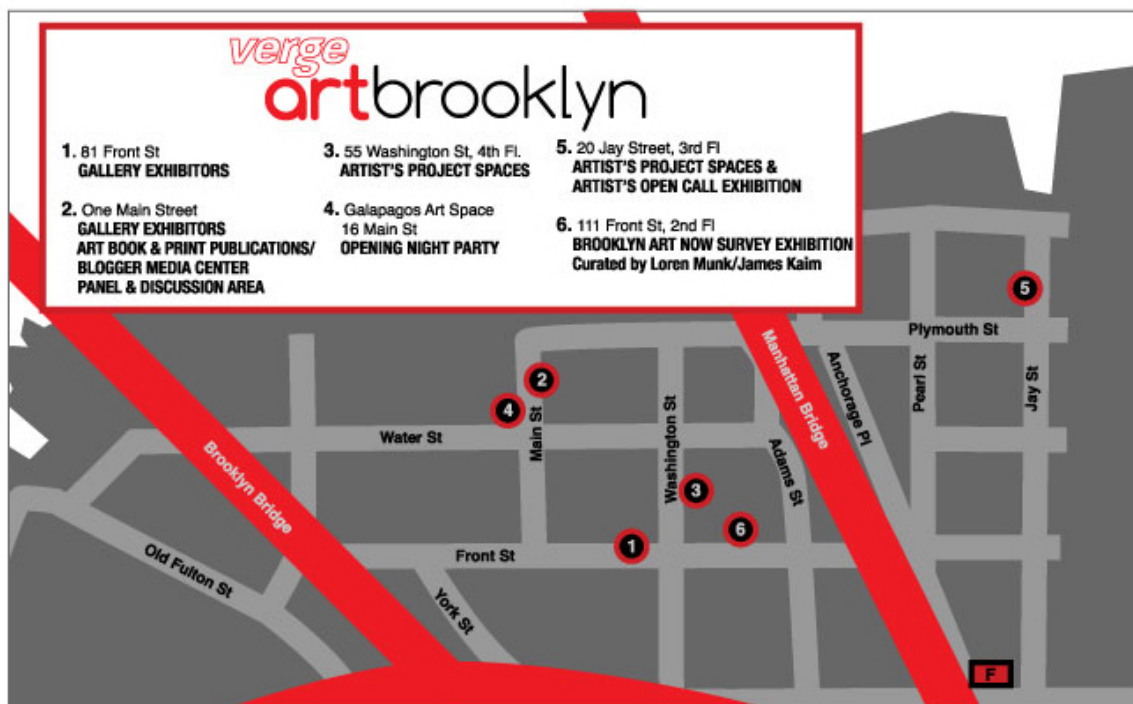 verge
artbrooklyn
1. 81 Front St
GALLERY EXHIBITORS
2. One Main Street
GALLERY EXHIBITORS
ART BOOK & PRINT PUBLICATIONS/
BLOGGER MEDIA CENTER
PANEL & DISCUSSION AREA
3. 55 Washington St, 4th Fl.
ARTIST'S PROJECT SPACES
4. Galapagos Art Space
16 Main St
OPENING NIGHT PARTY
5. 20 Jay Street, 3rd Fl
ARTIST'S PROJECT SPACES &
ARTIST'S OPEN CALL EXHIBITION
6. 111 Front St, 2nd Fl
BROOKLYN ART NOW SURVEY EXHIBITION
Curated by Loren Munk/James Kaim
5
Plymouth St
Manhattan Bridge
Anchorage Pl
Pearl St
Jay St
2
4
Water St
Main St
Washington St
Adams St
Brooklyn Bridge
3
6
1
Front St
Old Fulton St
York St
F